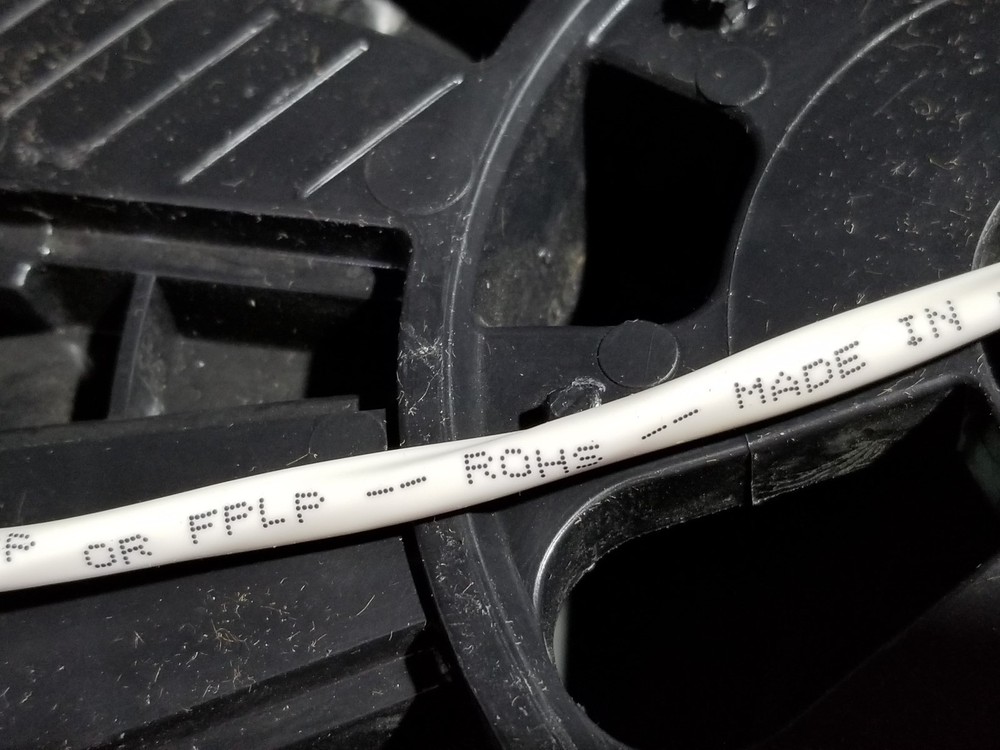 P OR FPLP -- ROHS -- MADE IN